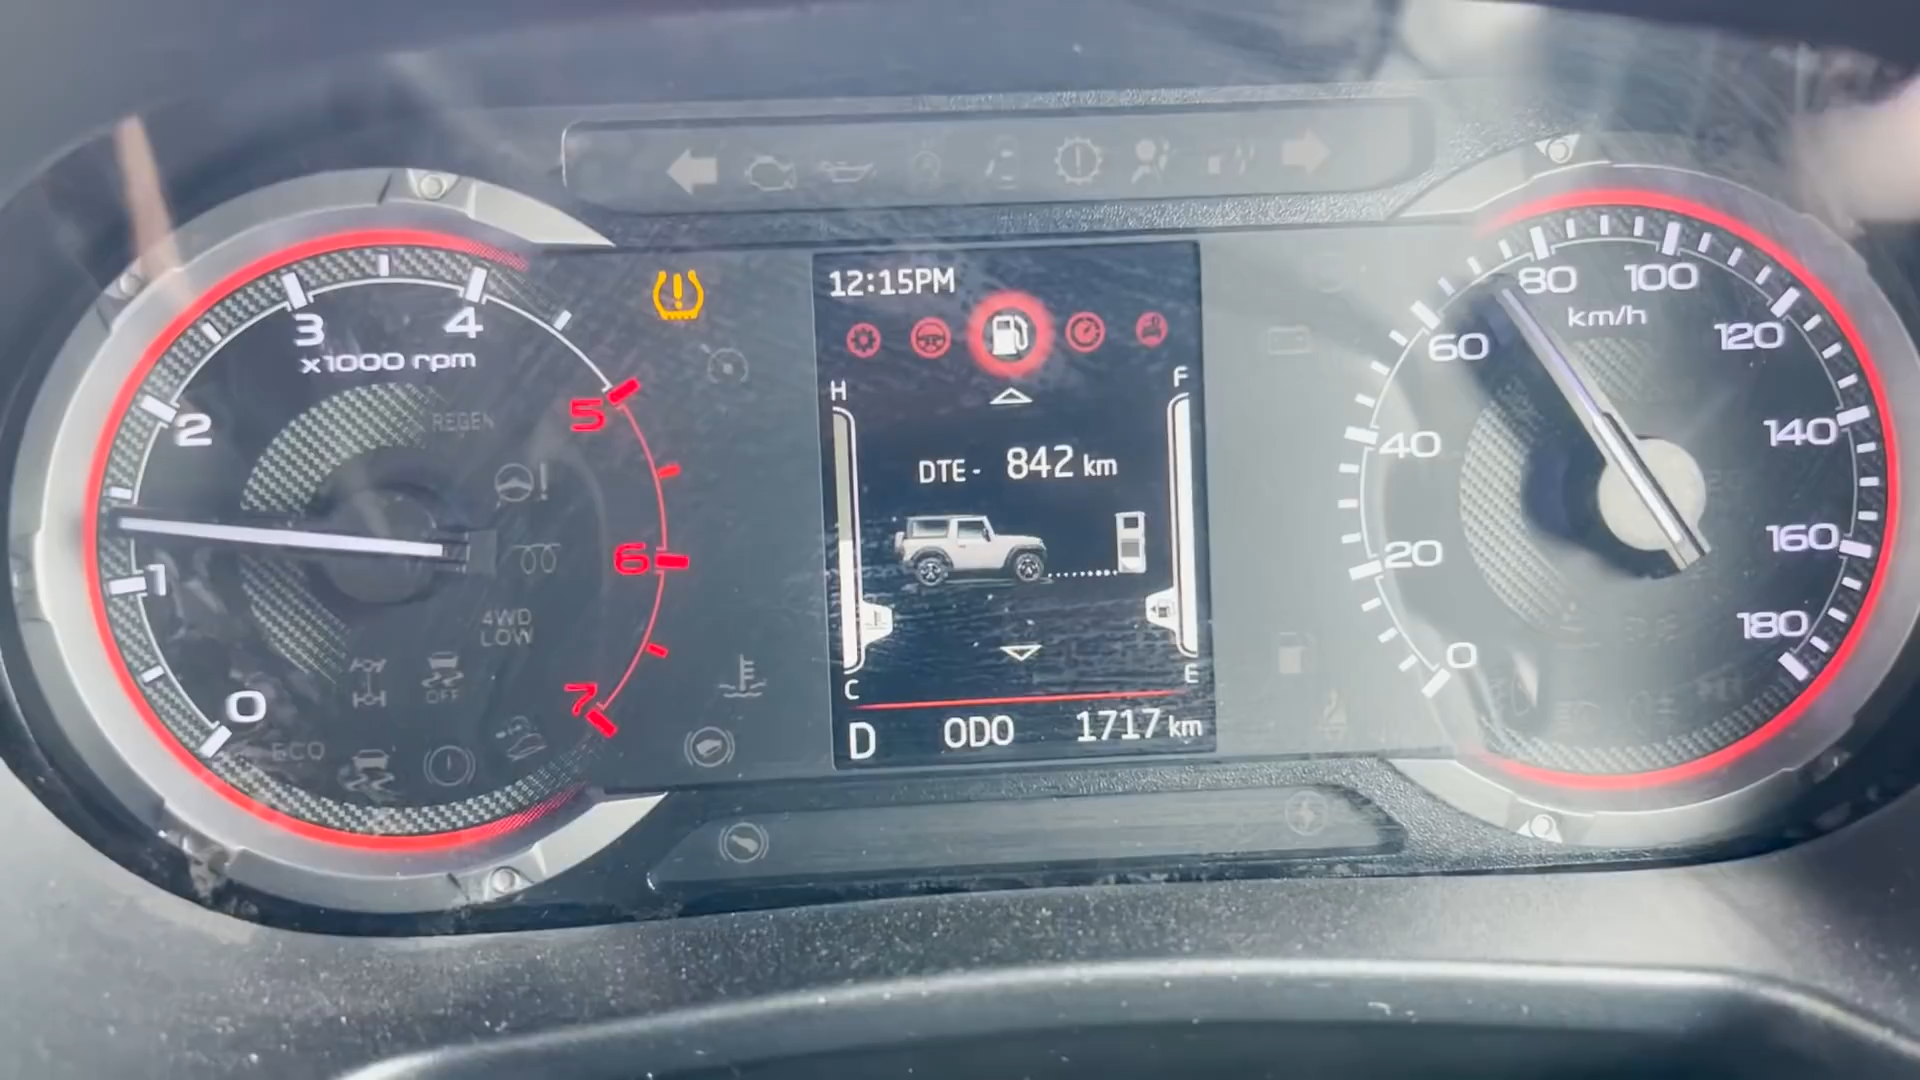 0
1
2
3
4
5
6
7
x1000 rpm
REGEN
!
4WD
LOW
OFF
ECO
12:15PM
H
F
DTE - 842 km
C
E
D ODO 1717 km
0
20
40
60
80
100
120
140
160
180
km/h